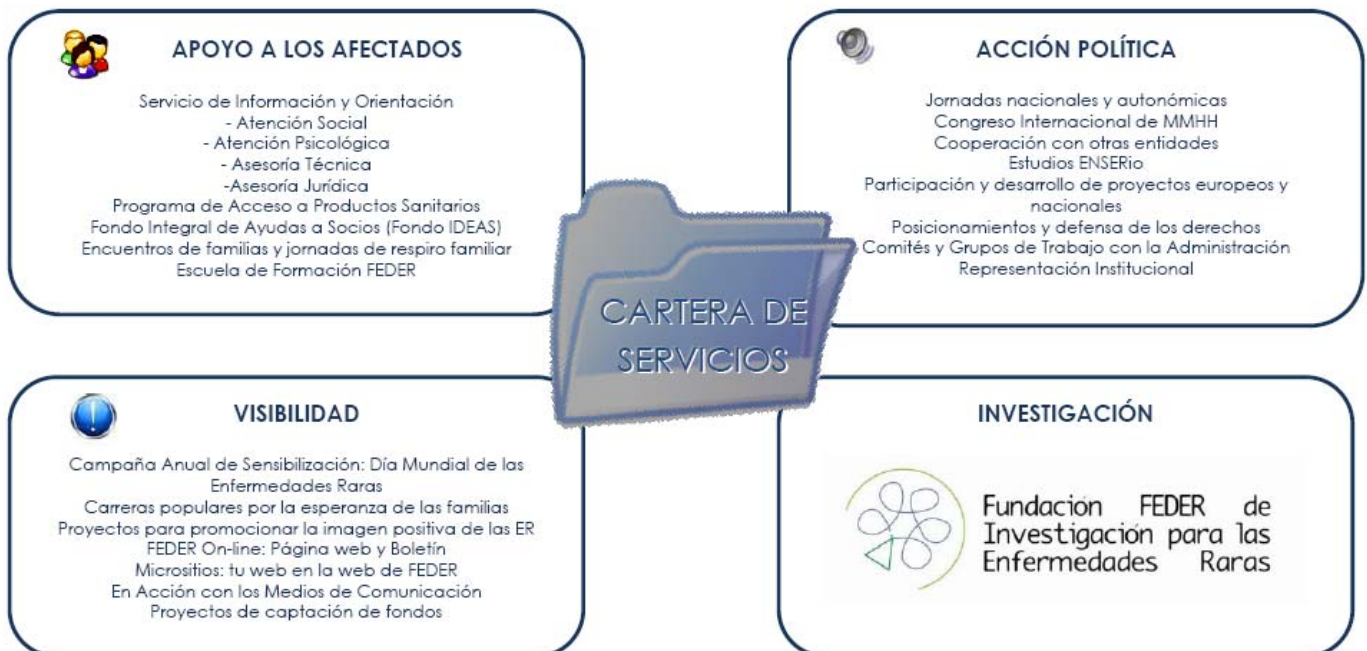 APOYO A LOS AFECTADOS
Servicio de Información y Orientación
- Atención Social
- Atención Psicológica
- Asesoría Técnica
-Asesoría Jurídica
Programa de Acceso a Productos Sanitarios
Fondo Integral de Ayudas a Socios (Fondo IDEAS)
Encuentros de familias y jornadas de respiro familiar
Escuela de Formación FEDER
ACCIÓN POLÍTICA
Jornadas nacionales y autonómicas
Congreso Internacional de MMHH
Cooperación con otras entidades
Estudios ENSERio
Participación y desarrollo de proyectos europeos y
nacionales
Posicionamientos y defensa de los derechos
Comités y Grupos de Trabajo con la Administración
Representación Institucional
CARTERA DE
SERVICIOS
VISIBILIDAD
Campaña Anual de Sensibilización: Día Mundial de las
Enfermedades Raras
Carreras populares por la esperanza de las familias
Proyectos para promocionar la imagen positiva de las ER
FEDER On-line: Página web y Boletín
Micrositios: tu web en la web de FEDER
En Acción con los Medios de Comunicación
Proyectos de captación de fondos
INVESTIGACIÓN
Fundación FEDER de
Investigación para las
Enfermedades Raras